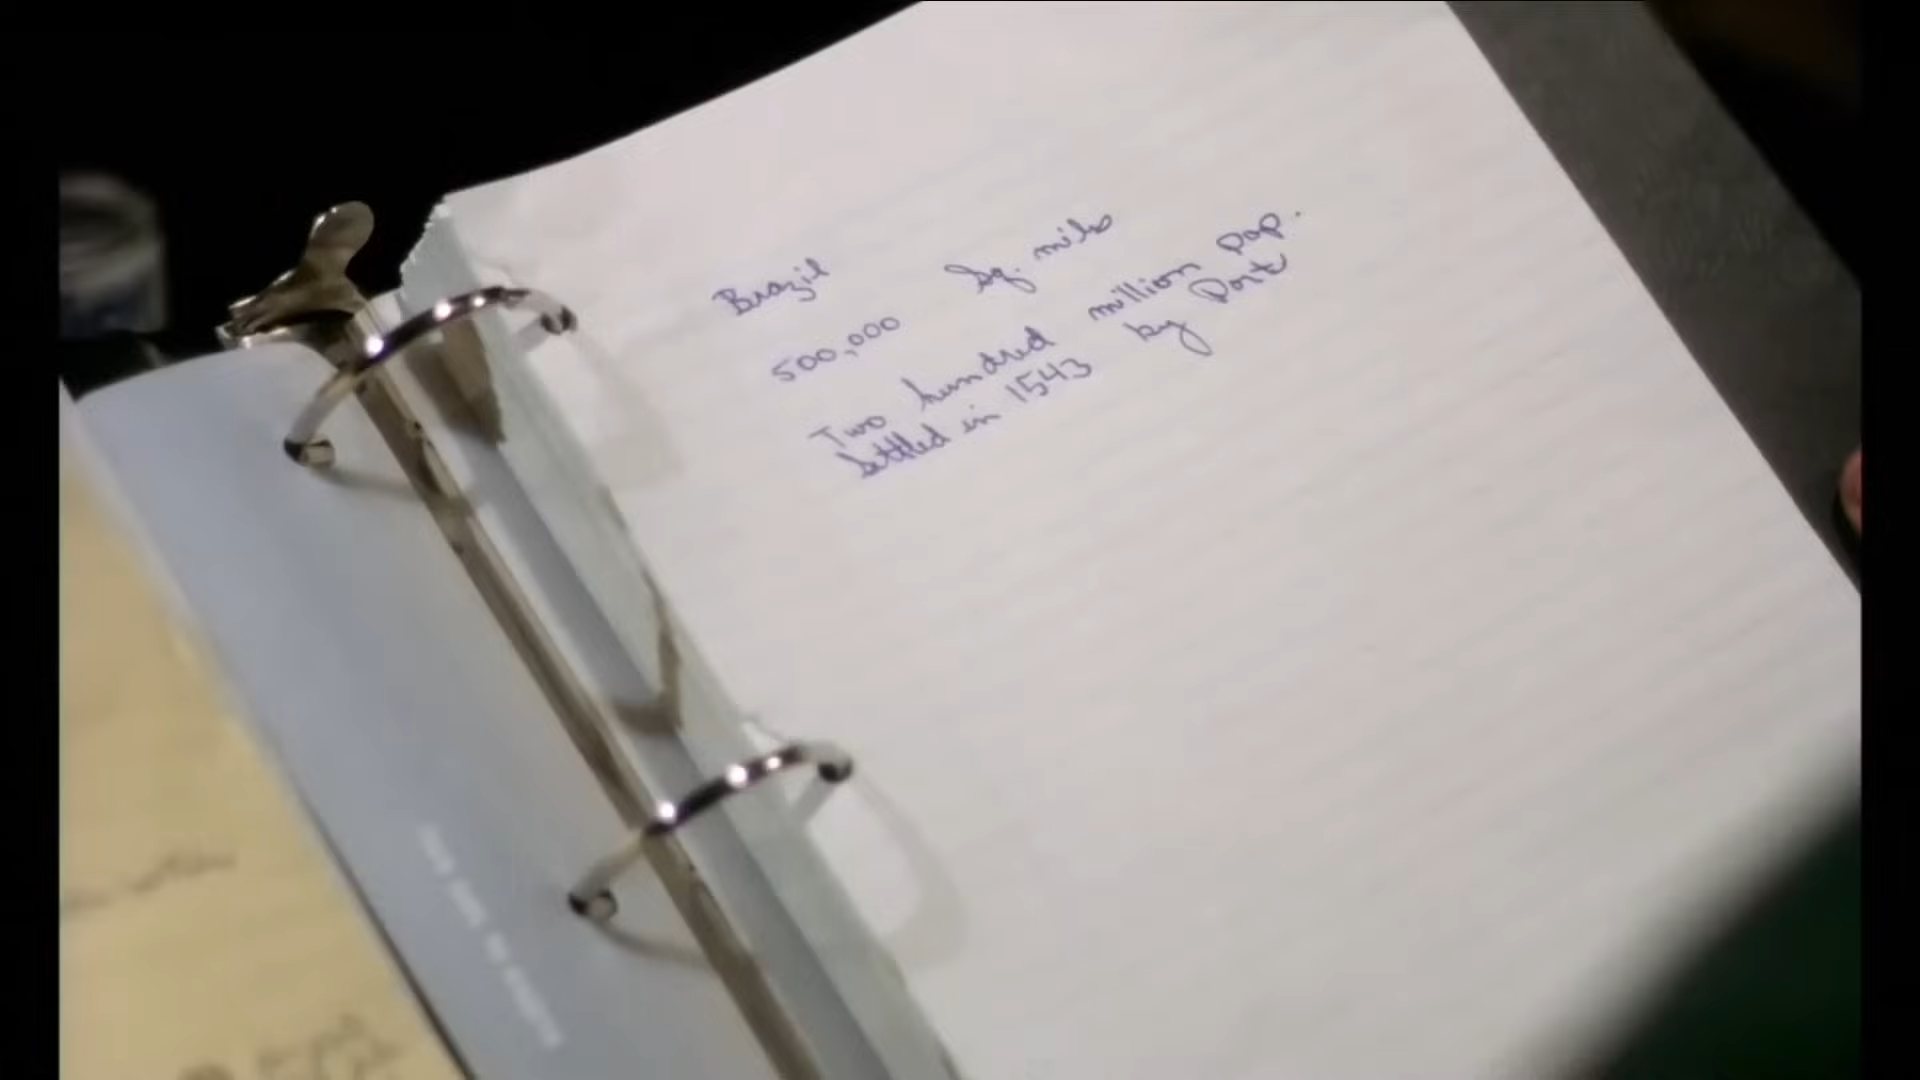 Brazil
500,000 sq. miles
Two hundred million pop.
settled in 1543 by Port